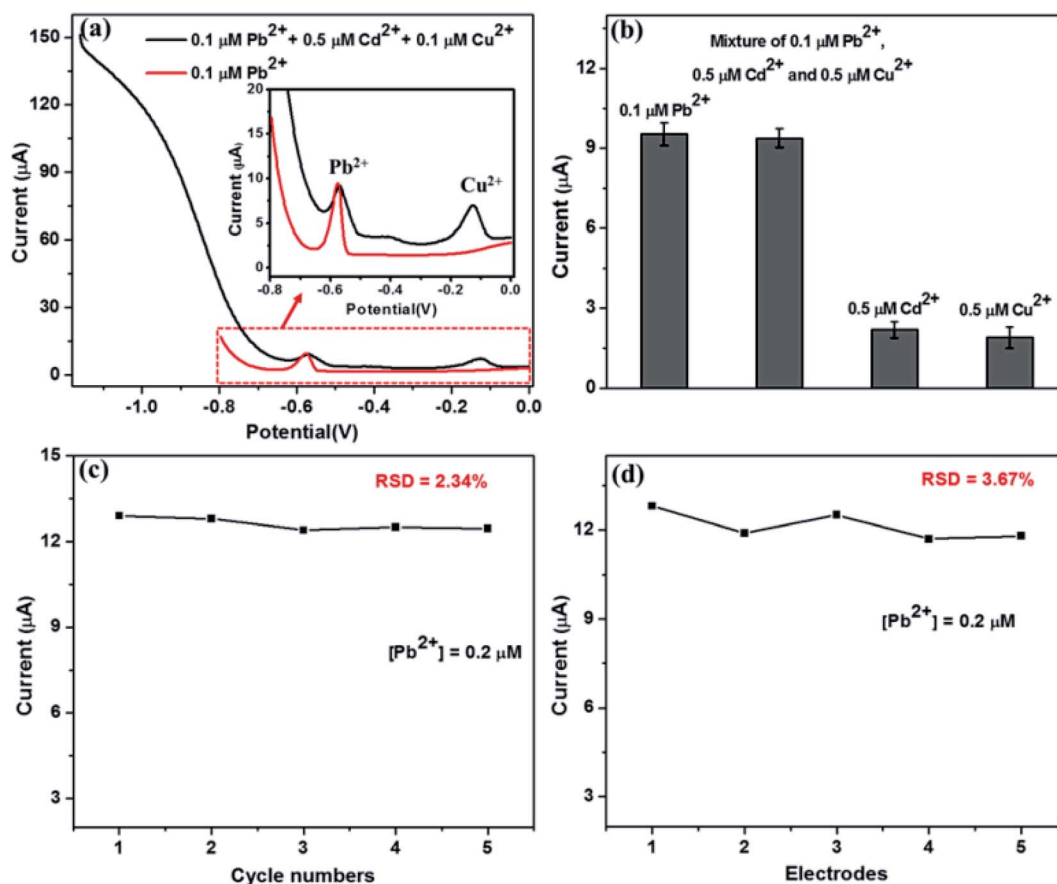 (a)
0.1 μM Pb²⁺ + 0.5 μM Cd²⁺ + 0.1 μM Cu²⁺
0.1 μM Pb²⁺
150
120
90
60
30
0
Current (μA)
-1.0
-0.8
-0.6
-0.4
-0.2
0.0
Potential(V)
20
15
10
5
0
Current (μA)
Pb²⁺
Cu²⁺
-0.8
-0.6
-0.4
-0.2
0.0
Potential(V)
(b)
Mixture of 0.1 μM Pb²⁺,
0.5 μM Cd²⁺ and 0.5 μM Cu²⁺
0.1 μM Pb²⁺
0.5 μM Cd²⁺
0.5 μM Cu²⁺
12
9
6
3
0
Current (μA)
(c)
RSD = 2.34%
[Pb²⁺] = 0.2 μM
15
12
9
6
3
Current (μA)
1
2
3
4
5
Cycle numbers
(d)
RSD = 3.67%
[Pb²⁺] = 0.2 μM
12
9
6
3
Current (μA)
1
2
3
4
5
Electrodes